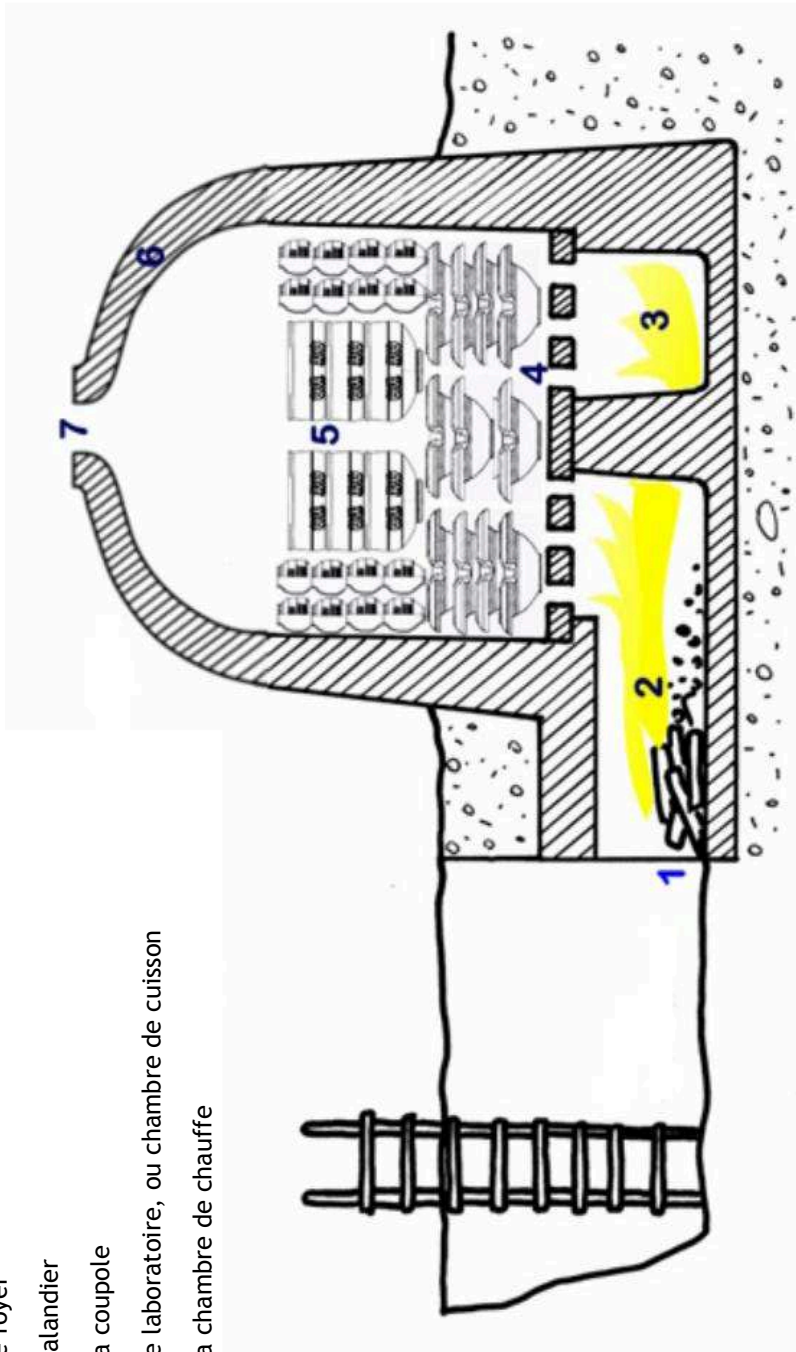 e foyer
alandier
a coupole
e laboratoire, ou chambre de cuisson
a chambre de chauffe
7
6
5
4
1 2 3